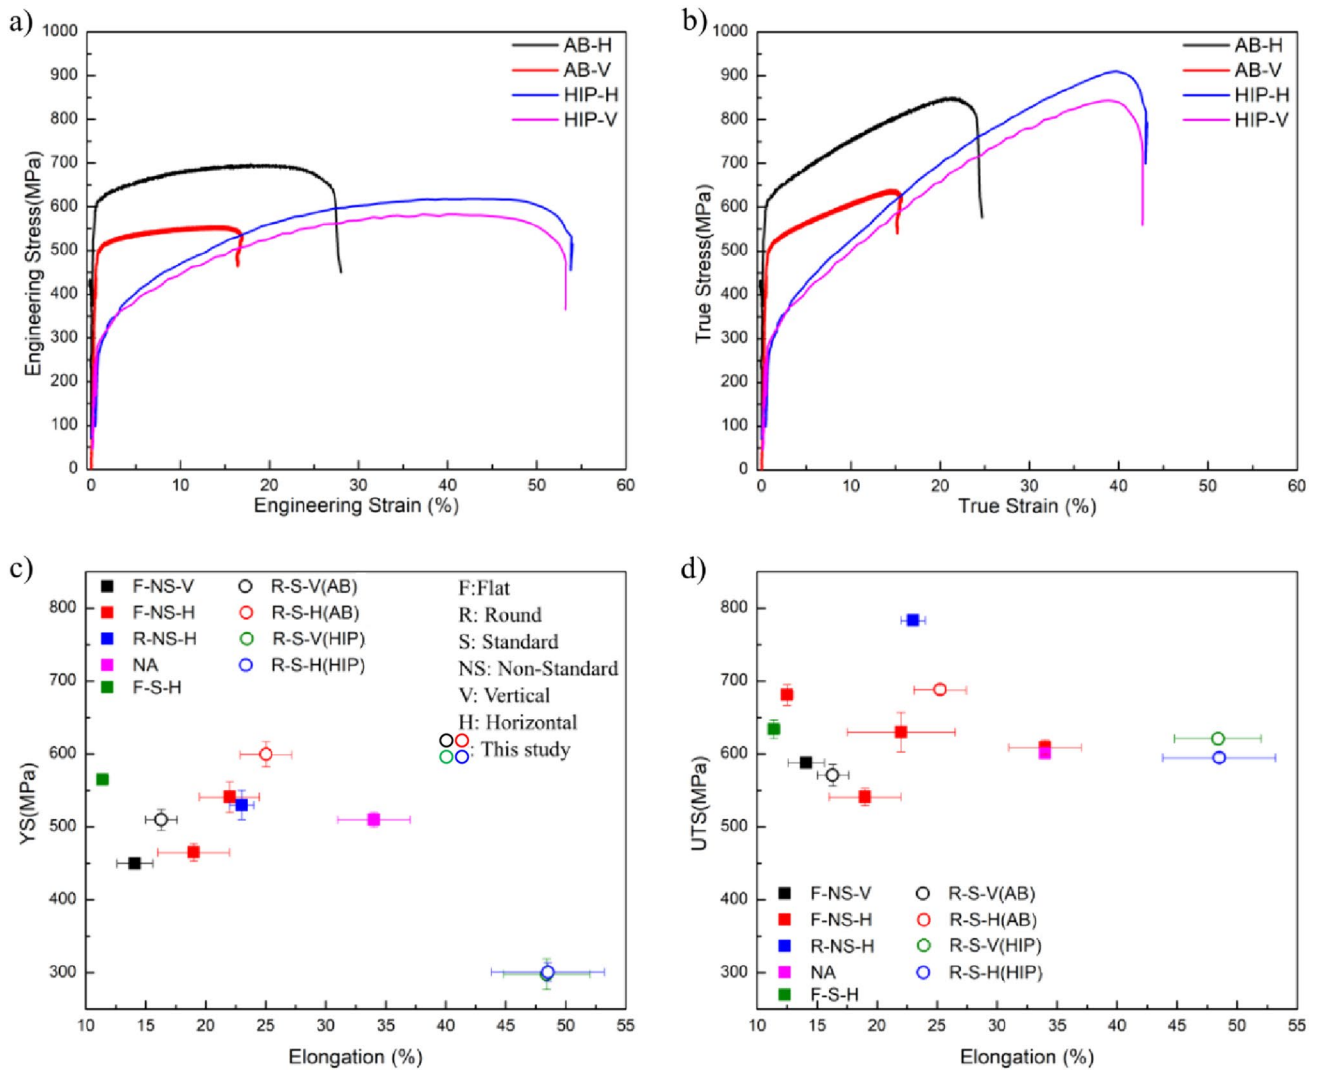 a)
1000
900
800
700
600
500
400
300
200
100
0
Engineering Stress(MPa)
AB-H
AB-V
HIP-H
HIP-V
0 10 20 30 40 50 60
Engineering Strain (%)
b)
1000
900
800
700
600
500
400
300
200
100
0
True Stress(MPa)
AB-H
AB-V
HIP-H
HIP-V
0 10 20 30 40 50 60
True Strain (%)
c)
800
700
600
500
400
300
YS(MPa)
F-NS-V
F-NS-H
R-NS-H
NA
F-S-H
R-S-V(AB)
R-S-H(AB)
R-S-V(HIP)
R-S-H(HIP)
F:Flat
R: Round
S: Standard
NS: Non-Standard
V: Vertical
H: Horizontal
: This study
10 15 20 25 30 35 40 45 50 55
Elongation (%)
d)
800
700
600
500
400
300
UTS(MPa)
F-NS-V
F-NS-H
R-NS-H
NA
F-S-H
R-S-V(AB)
R-S-H(AB)
R-S-V(HIP)
R-S-H(HIP)
10 15 20 25 30 35 40 45 50 55
Elongation (%)